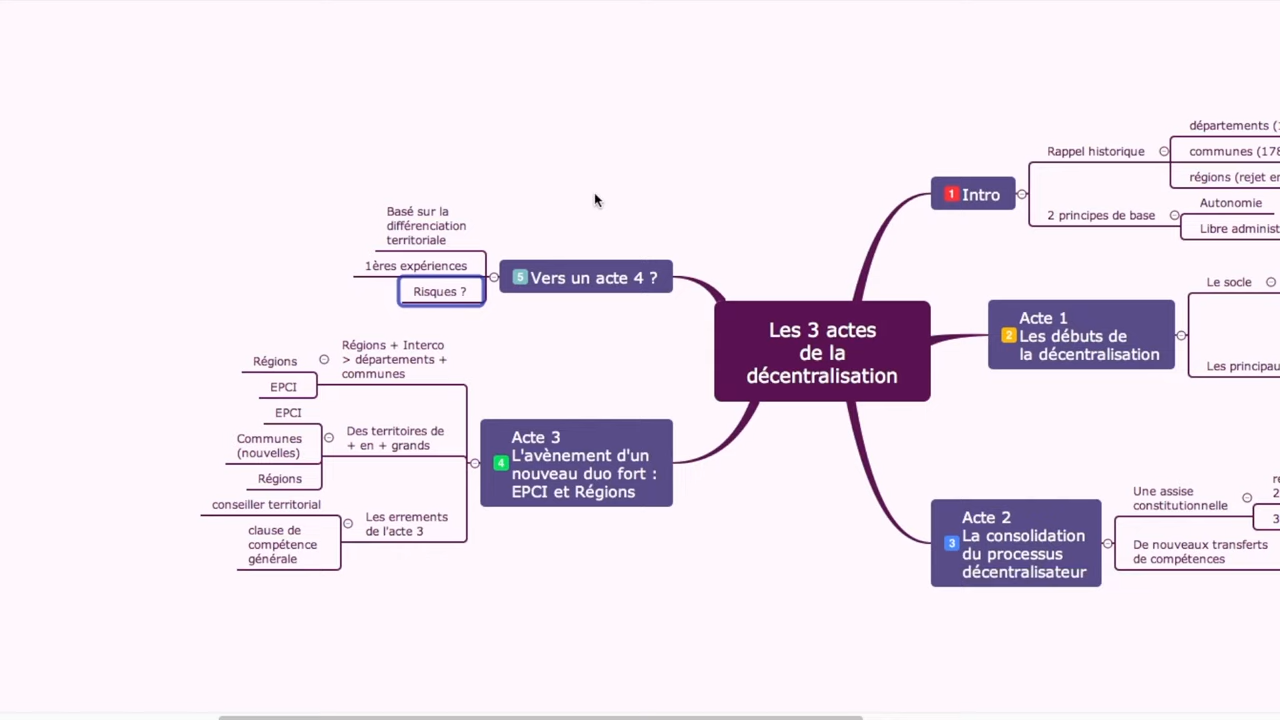 Les 3 actes
de la
décentralisation
1 Intro
Rappel historique
départements (
communes (178
régions (rejet
2 principes de base
Autonomie
Libre administ
2
Acte 1
Les débuts de
la décentralisation
Le socle
Les principau
3
Acte 2
La consolidation
du processus
décentralisateur
Une assise
constitutionnelle
2
3
De nouveaux transferts
de compétences
4
Acte 3
L'avènement d'un
nouveau duo fort :
EPCI et Régions
Régions + Interco
> départements +
communes
Régions
EPCI
Des territoires de
+ en + grands
EPCI
Communes
(nouvelles)
Régions
Les errements
de l'acte 3
conseiller territorial
clause de
compétence
générale
5 Vers un acte 4 ?
Basé sur la
différenciation
territoriale
1ères expériences
Risques ?